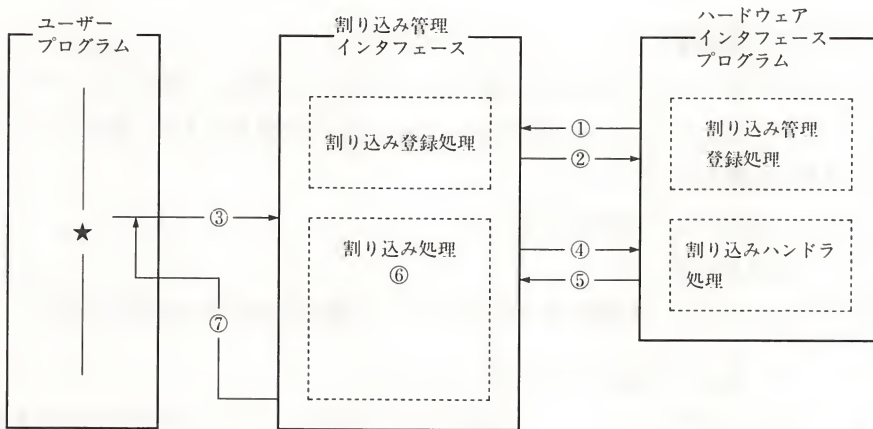 ユーザー
プログラム
割り込み管理
インタフェース
ハードウェア
インタフェース
プログラム
割り込み登録処理
①
②
割り込み管理
登録処理
★
③
割り込み処理
⑥
④
⑤
割り込みハンドラ
処理
⑦